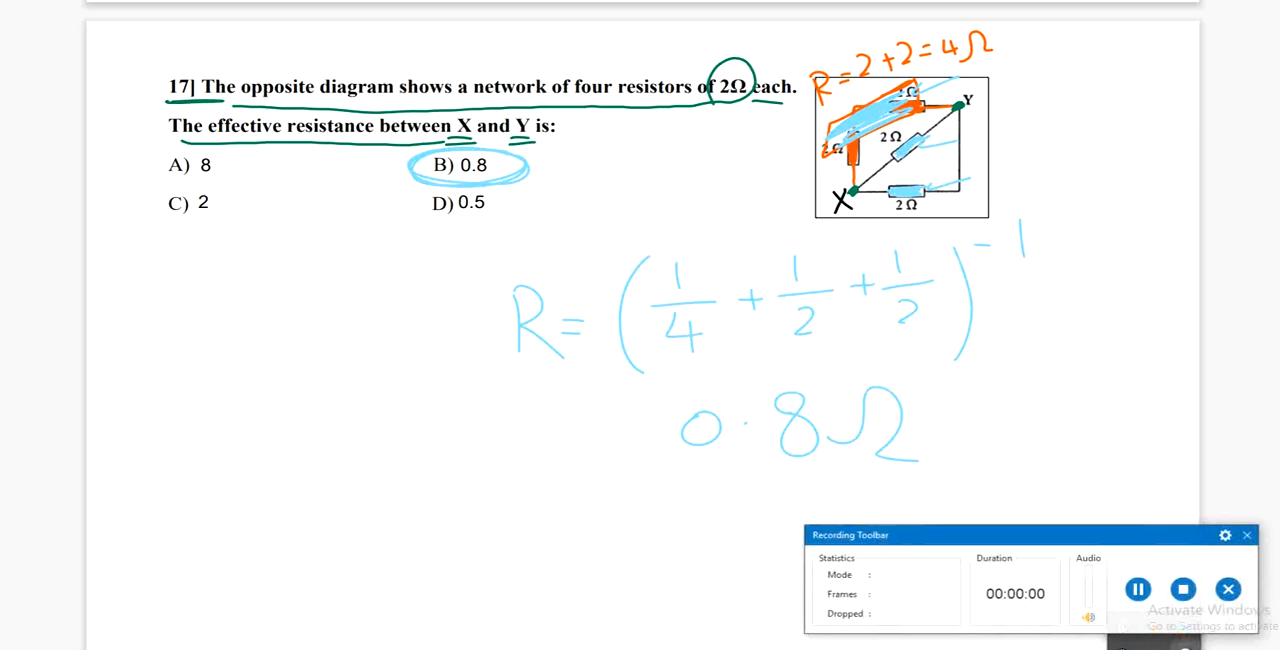 17] The opposite diagram shows a network of four resistors of 2Ω each.
The effective resistance between X and Y is:
A) 8
B) 0.8
C) 2
D) 0.5
R=2+2=4Ω
2Ω
Y
2Ω
2Ω
X
2Ω
R= (1/4 + 1/2 + 1/2)^-1
0.8Ω
Recording Toolbar
Statistics
Mode :
Frames :
Dropped :
Duration
00:00:00
Audio
Activate Windows
Go to Settings to activate